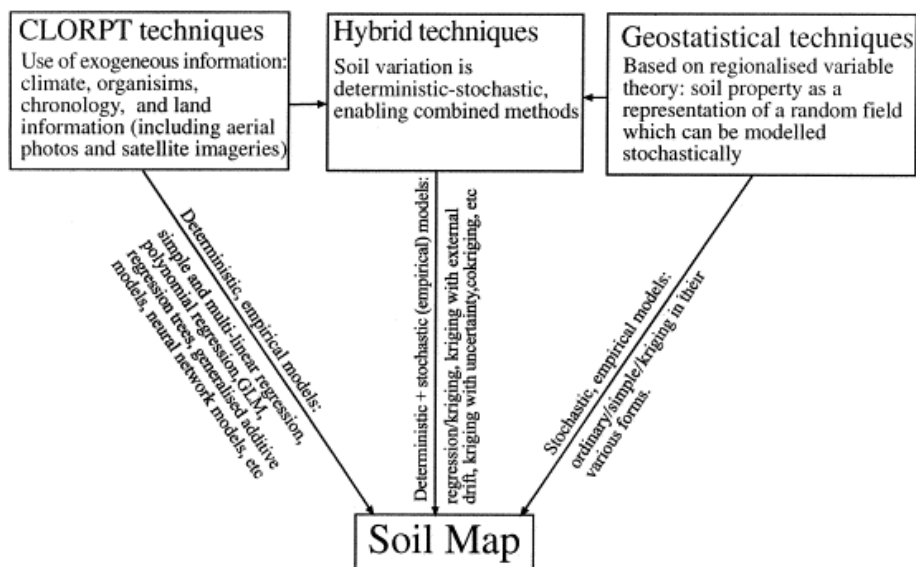 CLORPT techniques
Use of exogeneous information:
climate, organisims,
chronology, and land
information (including aerial
photos and satellite imageries)
Hybrid techniques
Soil variation is
deterministic-stochastic,
enabling combined methods
Geostatistical techniques
Based on regionalised variable
theory: soil property as a
representation of a random field
which can be modelled
stochastically
Deterministic, empirical models:
simple and multi-linear regression,
polynomial regression,GLM,
regression trees, generalised additive
models, neural network models, etc
Deterministic + stochastic (empirical) models:
regression/kriging, kriging with external
drift, kriging with uncertainty,cokriging, etc
Stochastic, empirical models:
ordinary/simple/kriging in their
various forms.
Soil Map